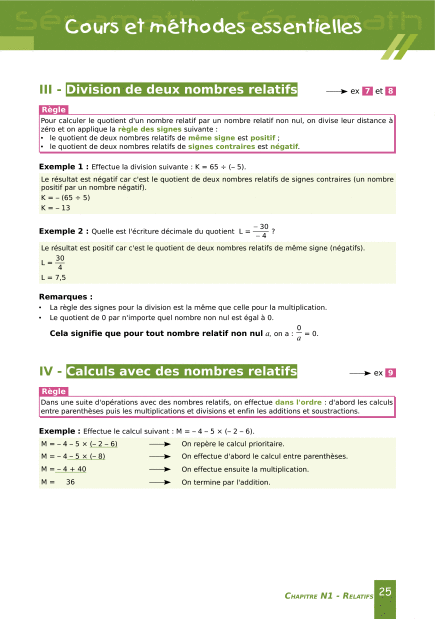 Cours et méthodes essentielles
III - Division de deux nombres relatifs
ex 7 et 8
Règle
Pour calculer le quotient d'un nombre relatif par un nombre relatif non nul, on divise leur distance à
zéro et on applique la règle des signes suivante :
• le quotient de deux nombres relatifs de même signe est positif ;
• le quotient de deux nombres relatifs de signes contraires est négatif.
Exemple 1 : Effectue la division suivante : K = 65 ÷ (– 5).
Le résultat est négatif car c'est le quotient de deux nombres relatifs de signes contraires (un nombre
positif par un nombre négatif).
K = – (65 ÷ 5)
K = – 13
Exemple 2 : Quelle est l'écriture décimale du quotient L = – 30 / – 4 ?
Le résultat est positif car c'est le quotient de deux nombres relatifs de même signe (négatifs).
L = 30 / 4
L = 7,5
Remarques :
• La règle des signes pour la division est la même que celle pour la multiplication.
• Le quotient de 0 par n'importe quel nombre non nul est égal à 0.
Cela signifie que pour tout nombre relatif non nul a, on a : 0 / a = 0.
IV - Calculs avec des nombres relatifs
ex 9
Règle
Dans une suite d'opérations avec des nombres relatifs, on effectue dans l'ordre : d'abord les calculs
entre parenthèses puis les multiplications et divisions et enfin les additions et soustractions.
Exemple : Effectue le calcul suivant : M = – 4 – 5 × (– 2 – 6).
M = – 4 – 5 × (– 2 – 6) On repère le calcul prioritaire.
M = – 4 – 5 × (– 8) On effectue d'abord le calcul entre parenthèses.
M = – 4 + 40 On effectue ensuite la multiplication.
M = 36 On termine par l'addition.
CHAPITRE N1 - RELATIFS 25